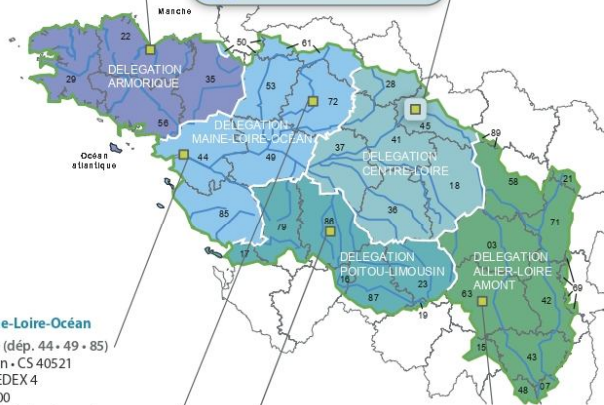 Manche
50
61
22
DELEGATION
ARMORIQUE
29
35
56
53
72
28
45
DELEGATION
MAINE-LOIRE-OCÉAN
Océan
atlantique
44
49
37
41
DELEGATION
CENTRE-LOIRE
89
18
58
21
85
36
71
79
86
17
DELEGATION
POITOU-LIMOUSIN
16
87
23
19
03
DELEGATION
ALLIER-LOIRE
AMONT
63
42
69
15
43
48
07
e-Loire-Océan
(dép. 44 • 49 • 85)
n • CS 40521
EDEX 4
00